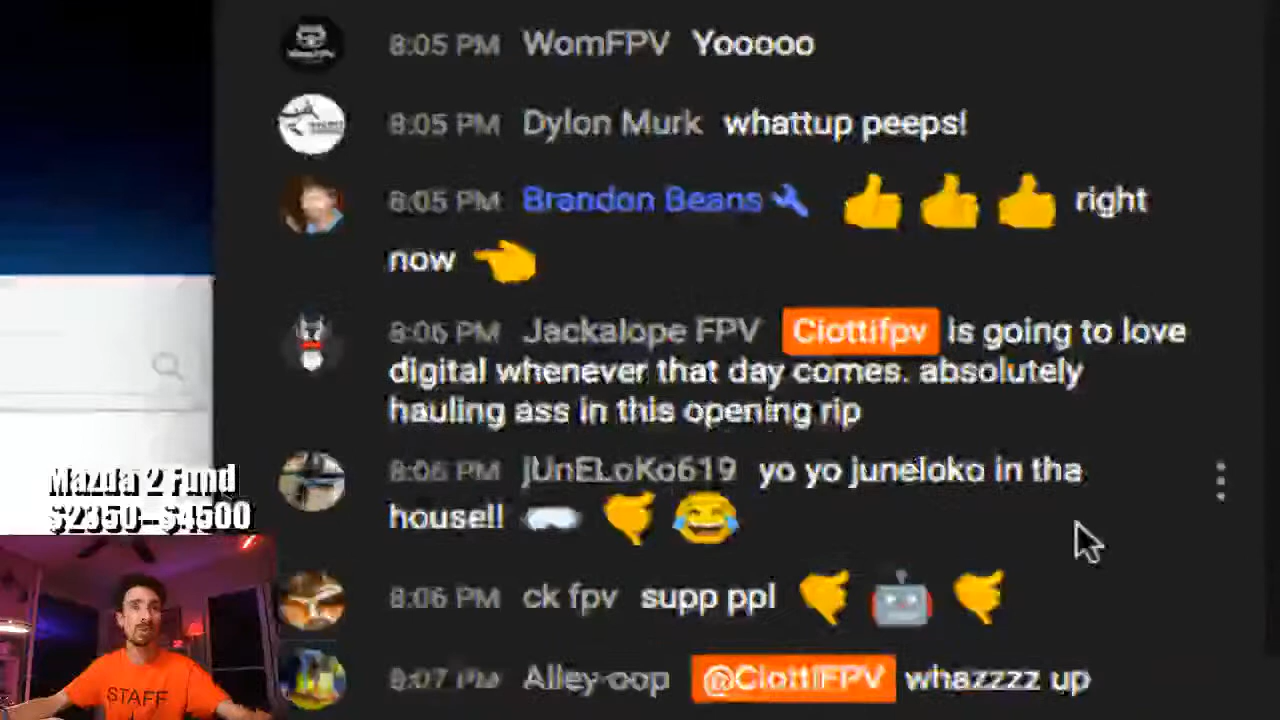 8:05 PM WomFPV Yooooo
8:05 PM Dylon Murk whattup peeps!
8:05 PM Brandon Beans 👍 👍 👍 right
now 👈
8:06 PM Jackalope FPV Ciottifpv is going to love
digital whenever that day comes. absolutely
hauling ass in this opening rip
8:06 PM jUnELoKo619 yo yo juneloko in tha
house!! 🥽 🤙 😂
8:06 PM ck fpv supp ppl 🤙 🤖 🤙
8:07 PM Alley-oop @CiottiFPV whazzzz up
Mazda 2 Fund
$2350-$4500
STAFF